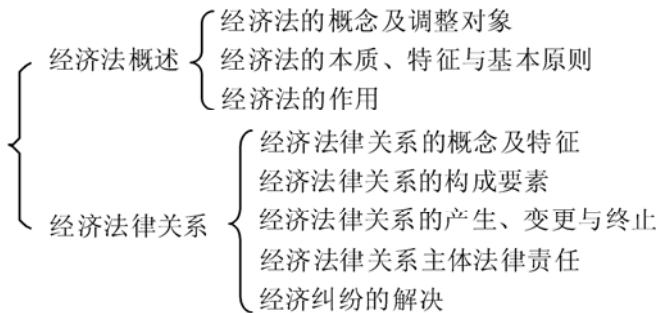 经济法概述
经济法的概念及调整对象
经济法的本质、特征与基本原则
经济法的作用
经济法律关系
经济法律关系的概念及特征
经济法律关系的构成要素
经济法律关系的产生、变更与终止
经济法律关系主体法律责任
经济纠纷的解决